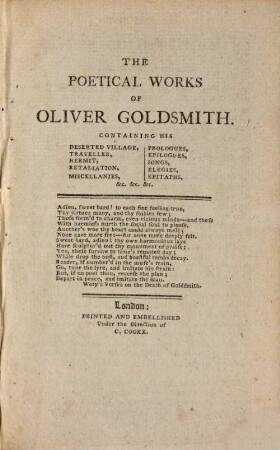 THE
POETICAL WORKS
OF
OLIVER GOLDSMITH.
CONTAINING HIS
DESERTED VILLAGE,
TRAVELLER,
HERMIT,
RETALIATION,
MISCELLANIES,
PROLOGUES,
EPILOGUES,
SONGS,
ELEGIES,
EPITAPHS,
&c. &c. &c.
Adieu, sweet bard! to each fine feeling true,
Thy virtues many, and thy foibles few;
Those form'd to charm, even vicious minds—and these
With harmless mirth the social soul to please.
Another's woe thy heart could always melt;
None gave more free—for none more deeply felt.
Sweet bard, adieu! thy own harmonious lays
Have sculptur'd out thy monument of praise:
Yes, these survive to time's remotest day;
While drop the bust, and boastful tombs decay.
Reader, if number'd in the muse's train,
Go, tune the lyre, and imitate his strain:
But, if no poet thou, reverse the plan;
Depart in peace, and imitate the man.
Woty's Verses on the Death of Goldsmith.
London:
PRINTED AND EMBELLISHED
Under the Direction of
C. COOKE.